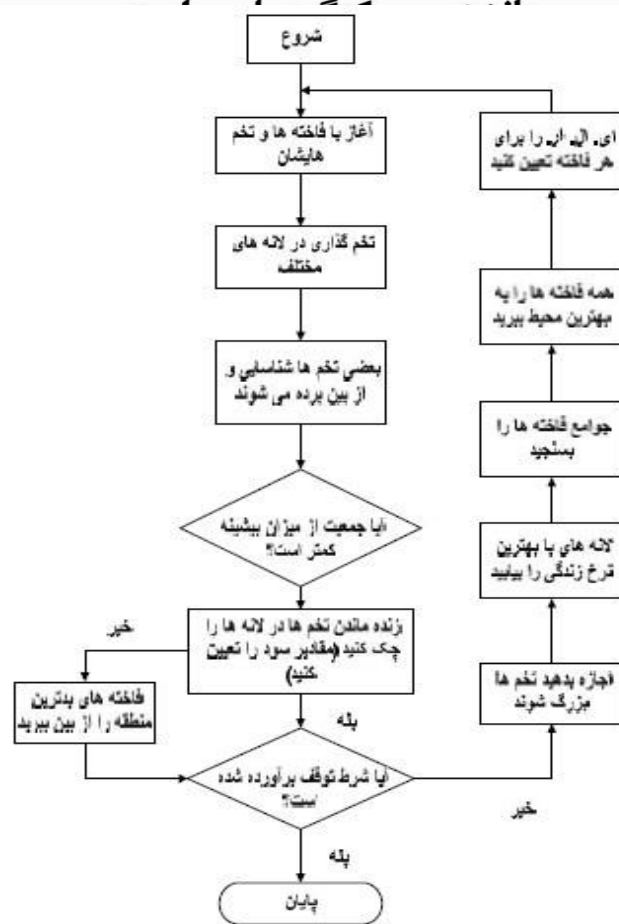 شروع
آغاز با فاخته ها و تخم
هایشان
تخم گذاری در لانه های
مختلف
بعضی تخم ها شناسایی و
از بین برده می شوند
آیا جمعیت از میزان بیشینه
کمتر است؟
زنده ماندن تخم ها در لانه ها را
چک کنید (مقادیر سود را تعیین
کنید)
خیر
فاخته های بدترین
منطقه را از بین ببرید
بله
آیا شرط توقف برآورده شده
است؟
بله
پایان
خیر
اجازه بدهید تخم ها
بزرگ شوند
لانه های با بهترین
نرخ زندگی را بیابید
جوامع فاخته ها را
بسنجید
همه فاخته ها را به
بهترین محیط ببرید
ای. ال. ار. را برای
هر فاخته تعیین کنید